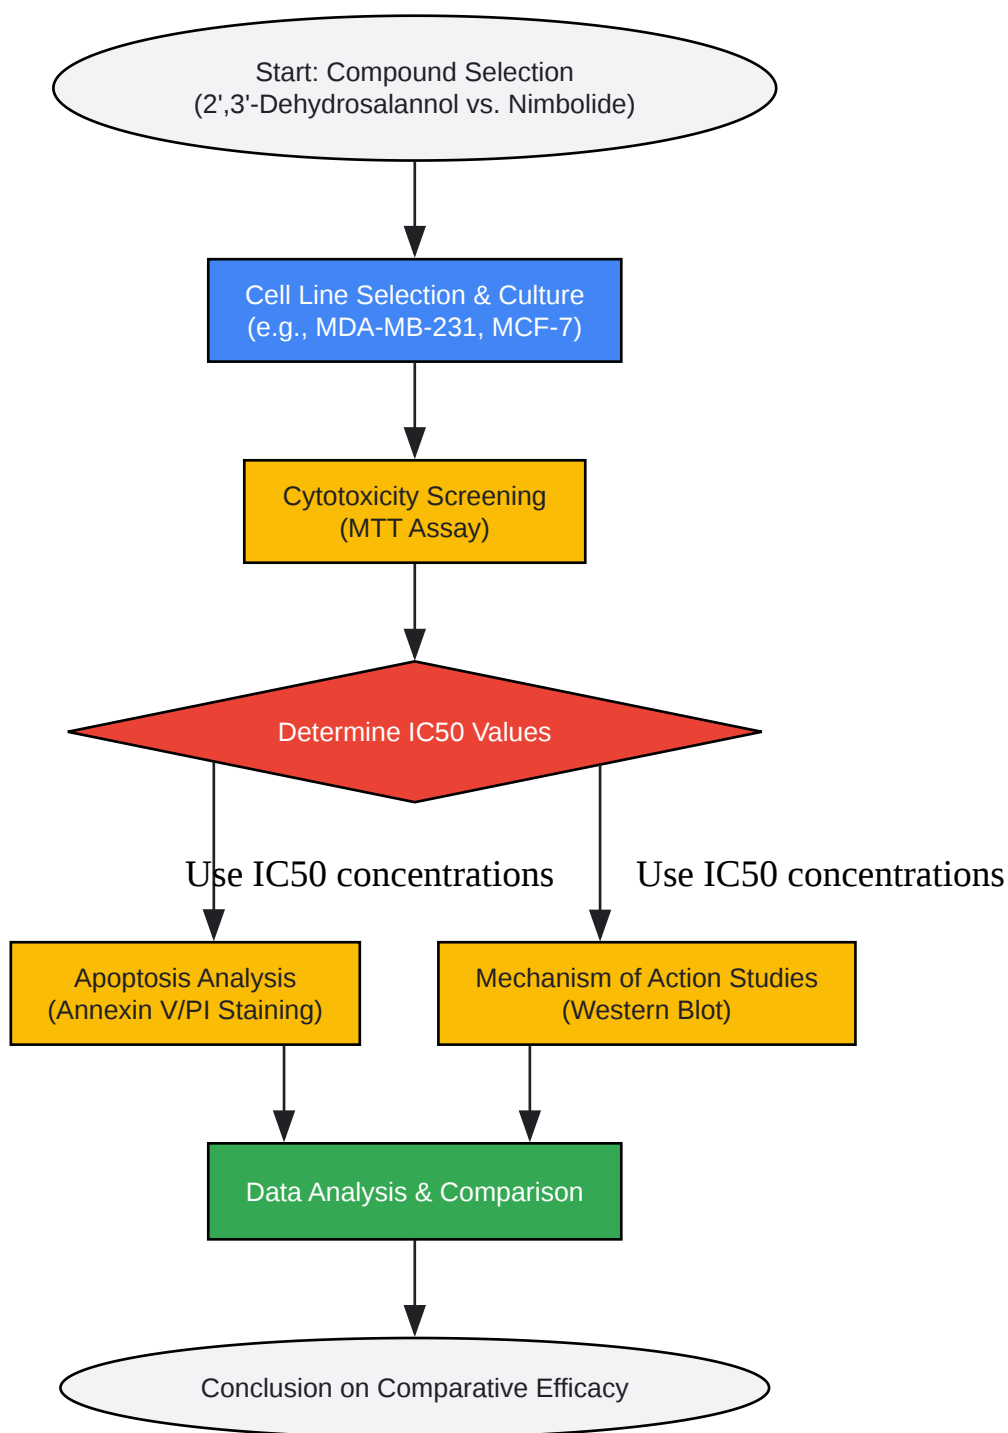 Start: Compound Selection
(2',3'-Dehydrosalannol vs. Nimbolide)
Cell Line Selection & Culture
(e.g., MDA-MB-231, MCF-7)
Cytotoxicity Screening
(MTT Assay)
Determine IC50 Values
Use IC50 concentrations
Use IC50 concentrations
Apoptosis Analysis
(Annexin V/PI Staining)
Mechanism of Action Studies
(Western Blot)
Data Analysis & Comparison
Conclusion on Comparative Efficacy